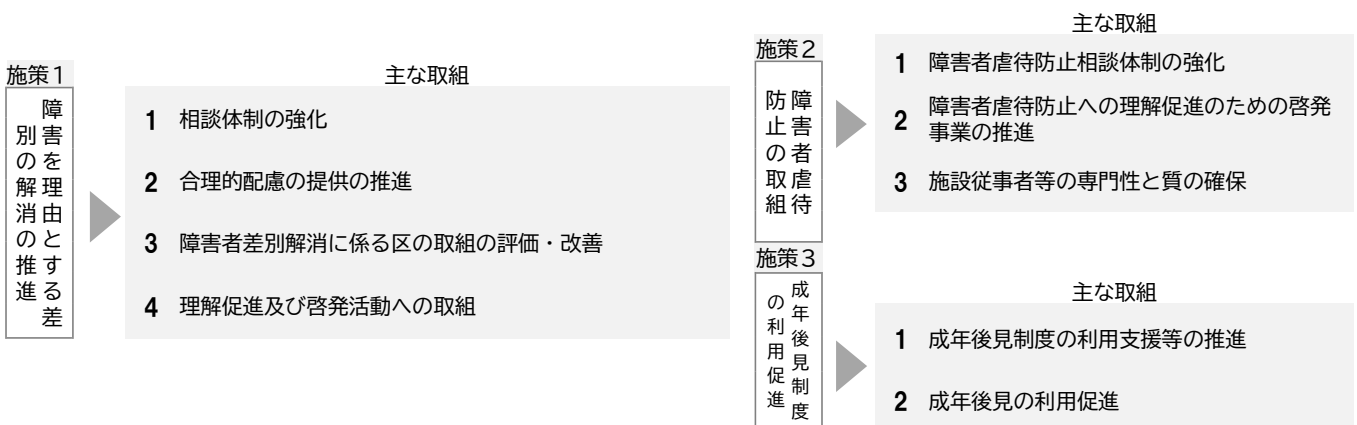 施策1
障害を理由とする差
別の解消の推進
主な取組
1 相談体制の強化
2 合理的配慮の提供の推進
3 障害者差別解消に係る区の取組の評価・改善
4 理解促進及び啓発活動への取組
施策2
障害者虐待
防止の取組
主な取組
1 障害者虐待防止相談体制の強化
2 障害者虐待防止への理解促進のための啓発
事業の推進
3 施設従事者等の専門性と質の確保
施策3
成年後見制度
の利用促進
主な取組
1 成年後見制度の利用支援等の推進
2 成年後見の利用促進